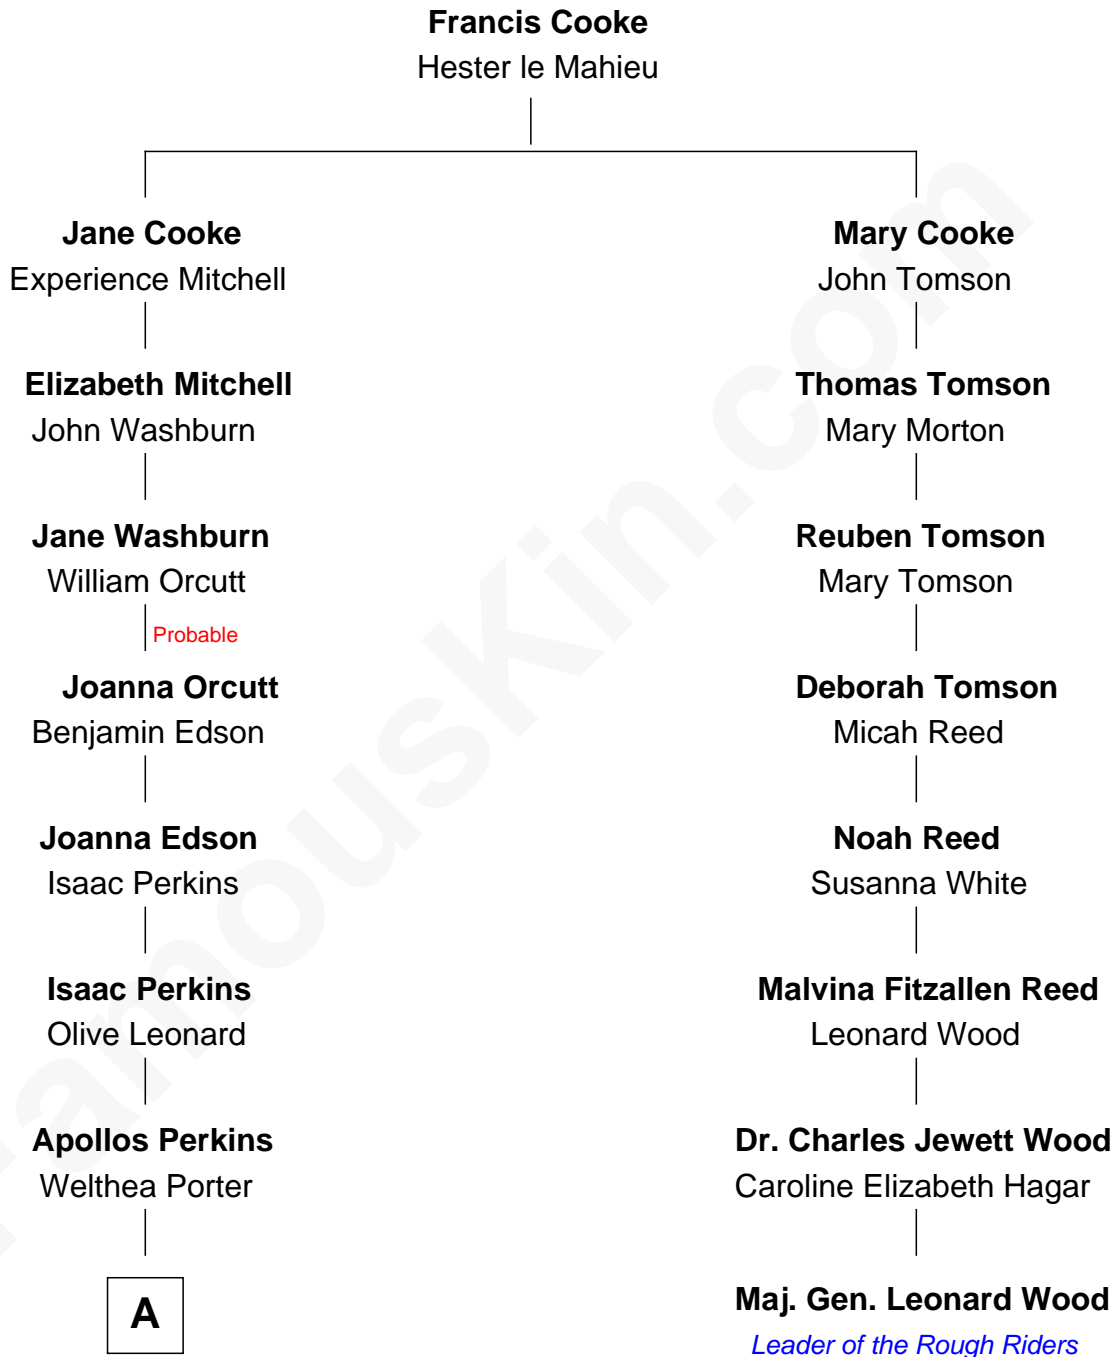 Francis Cooke
Hester le Mahieu
Jane Cooke
Experience Mitchell
Mary Cooke
John Tomson
Elizabeth Mitchell
John Washburn
Thomas Tomson
Mary Morton
Jane Washburn
William Orcutt
Reuben Tomson
Mary Tomson
Probable
Joanna Orcutt
Benjamin Edson
Deborah Tomson
Micah Reed
Joanna Edson
Isaac Perkins
Noah Reed
Susanna White
Isaac Perkins
Olive Leonard
Malvina Fitzallen Reed
Leonard Wood
Apollos Perkins
Welthea Porter
Dr. Charles Jewett Wood
Caroline Elizabeth Hagar
A
Maj. Gen. Leonard Wood
Leader of the Rough Riders
FamousKin.com